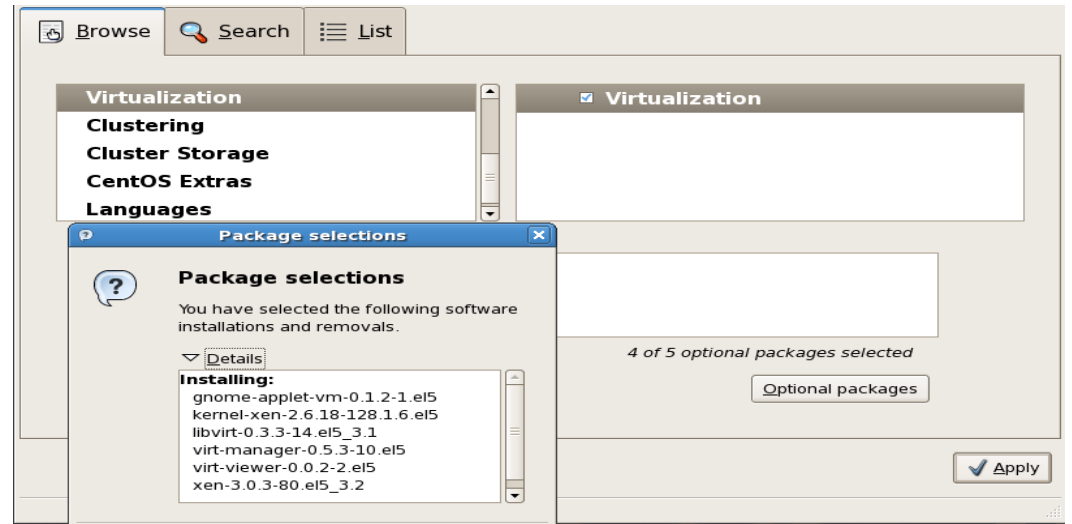 Browse
Search
List
Virtualization
Clustering
Cluster Storage
CentOS Extras
Languages
Virtualization
4 of 5 optional packages selected
Optional packages
Apply
Package selections
Package selections
You have selected the following software
installations and removals.
Details
Installing:
gnome-applet-vm-0.1.2-1.el5
kernel-xen-2.6.18-128.1.6.el5
libvirt-0.3.3-14.el5_3.1
virt-manager-0.5.3-10.el5
virt-viewer-0.0.2-2.el5
xen-3.0.3-80.el5_3.2